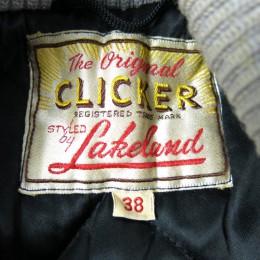 The Original
CLICKER
REGISTERED TRADE MARK
STYLED
by
Lakeland
38